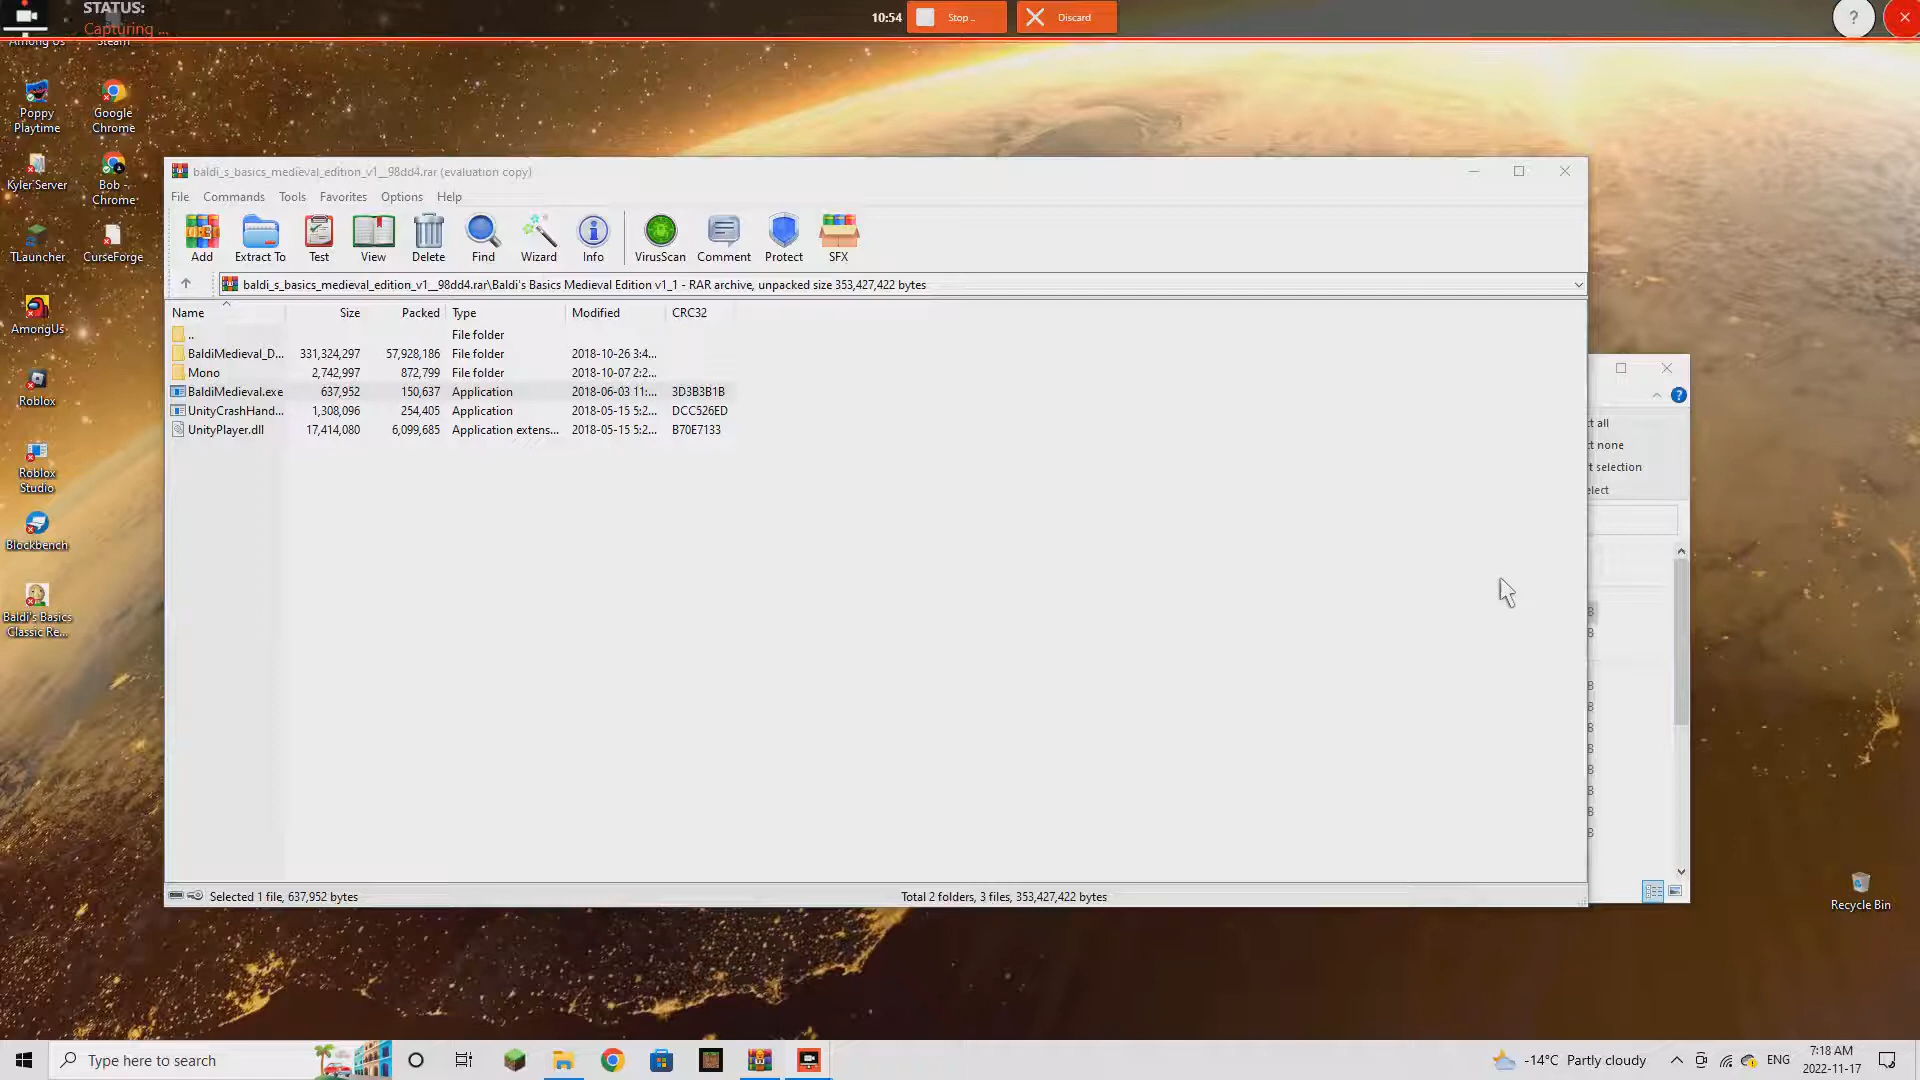 STATUS:
Capturing ...
10:54
Stop ..
Discard
?
Among Us
Steam
Poppy Playtime
Google Chrome
Kyler Server
Bob - Chrome
TLauncher
CurseForge
AmongUs
Roblox
Roblox Studio
Blockbench
Baldi's Basics Classic Re...
baldi_s_basics_medieval_edition_v1__98dd4.rar (evaluation copy)
File Commands Tools Favorites Options Help
Add Extract To Test View Delete Find Wizard Info VirusScan Comment Protect SFX
baldi_s_basics_medieval_edition_v1__98dd4.rar\Baldi's Basics Medieval Edition v1_1 - RAR archive, unpacked size 353,427,422 bytes
Name Size Packed Type Modified CRC32
.. File folder
BaldiMedieval_D... 331,324,297 57,928,186 File folder 2018-10-26 3:4...
Mono 2,742,997 872,799 File folder 2018-10-07 2:2...
BaldiMedieval.exe 637,952 150,637 Application 2018-06-03 11:... 3D3B3B1B
UnityCrashHand... 1,308,096 254,405 Application 2018-05-15 5:2... DCC526ED
UnityPlayer.dll 17,414,080 6,099,685 Application extens... 2018-05-15 5:2... B70E7133
Selected 1 file, 637,952 bytes
Total 2 folders, 3 files, 353,427,422 bytes
ct all
ct none
t selection
elect
Recycle Bin
Type here to search
-14°C Partly cloudy
ENG
7:18 AM
2022-11-17